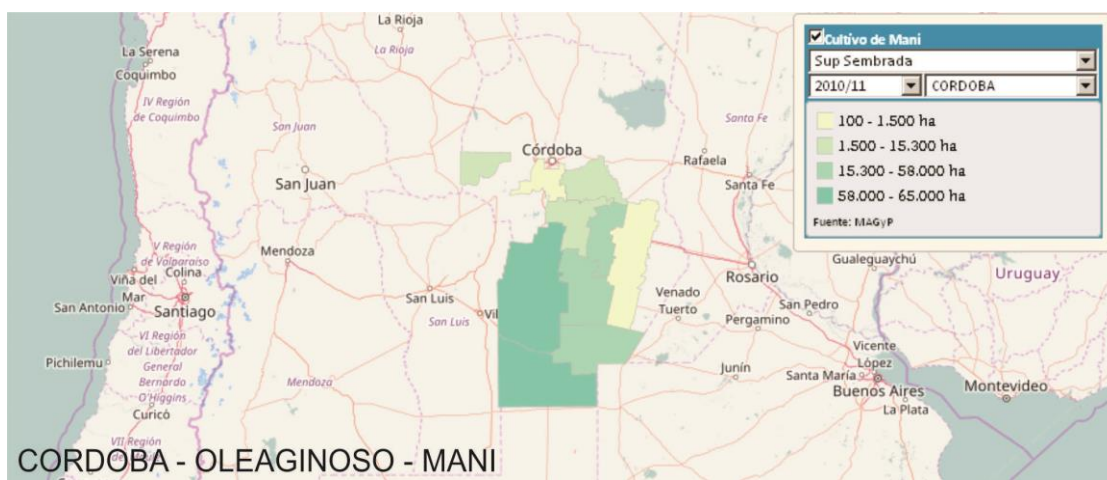 La Rioja
La Serena
La Rioja
Coquimbo
IV Región
de Coquimbo
San Juan
Santa Fe
Córdoba
Rafaela
San Juan
Santa Fe
V Región
de Valparaíso
Mendoza
Viña del
Mar
Colina
San Antonio
Santiago
San Luis
San Luis
Vil
Venado
Tuerto
Rosario
San Pedro
Pergamino
Gualeguaychú
Uruguay
VI Región
del Libertador
General
Bernardo
O'Higgins
Pichilemu
Curicó
VII Región
Mendoza
Junín
Santa María
Vicente
López
Buenos Aires
La Plata
Montevideo
Cultivo de Mani
Sup Sembrada
2010/11
CORDOBA
100 - 1.500 ha
1.500 - 15.300 ha
15.300 - 58.000 ha
58.000 - 65.000 ha
Fuente: MAGyP
CORDOBA - OLEAGINOSO - MANI